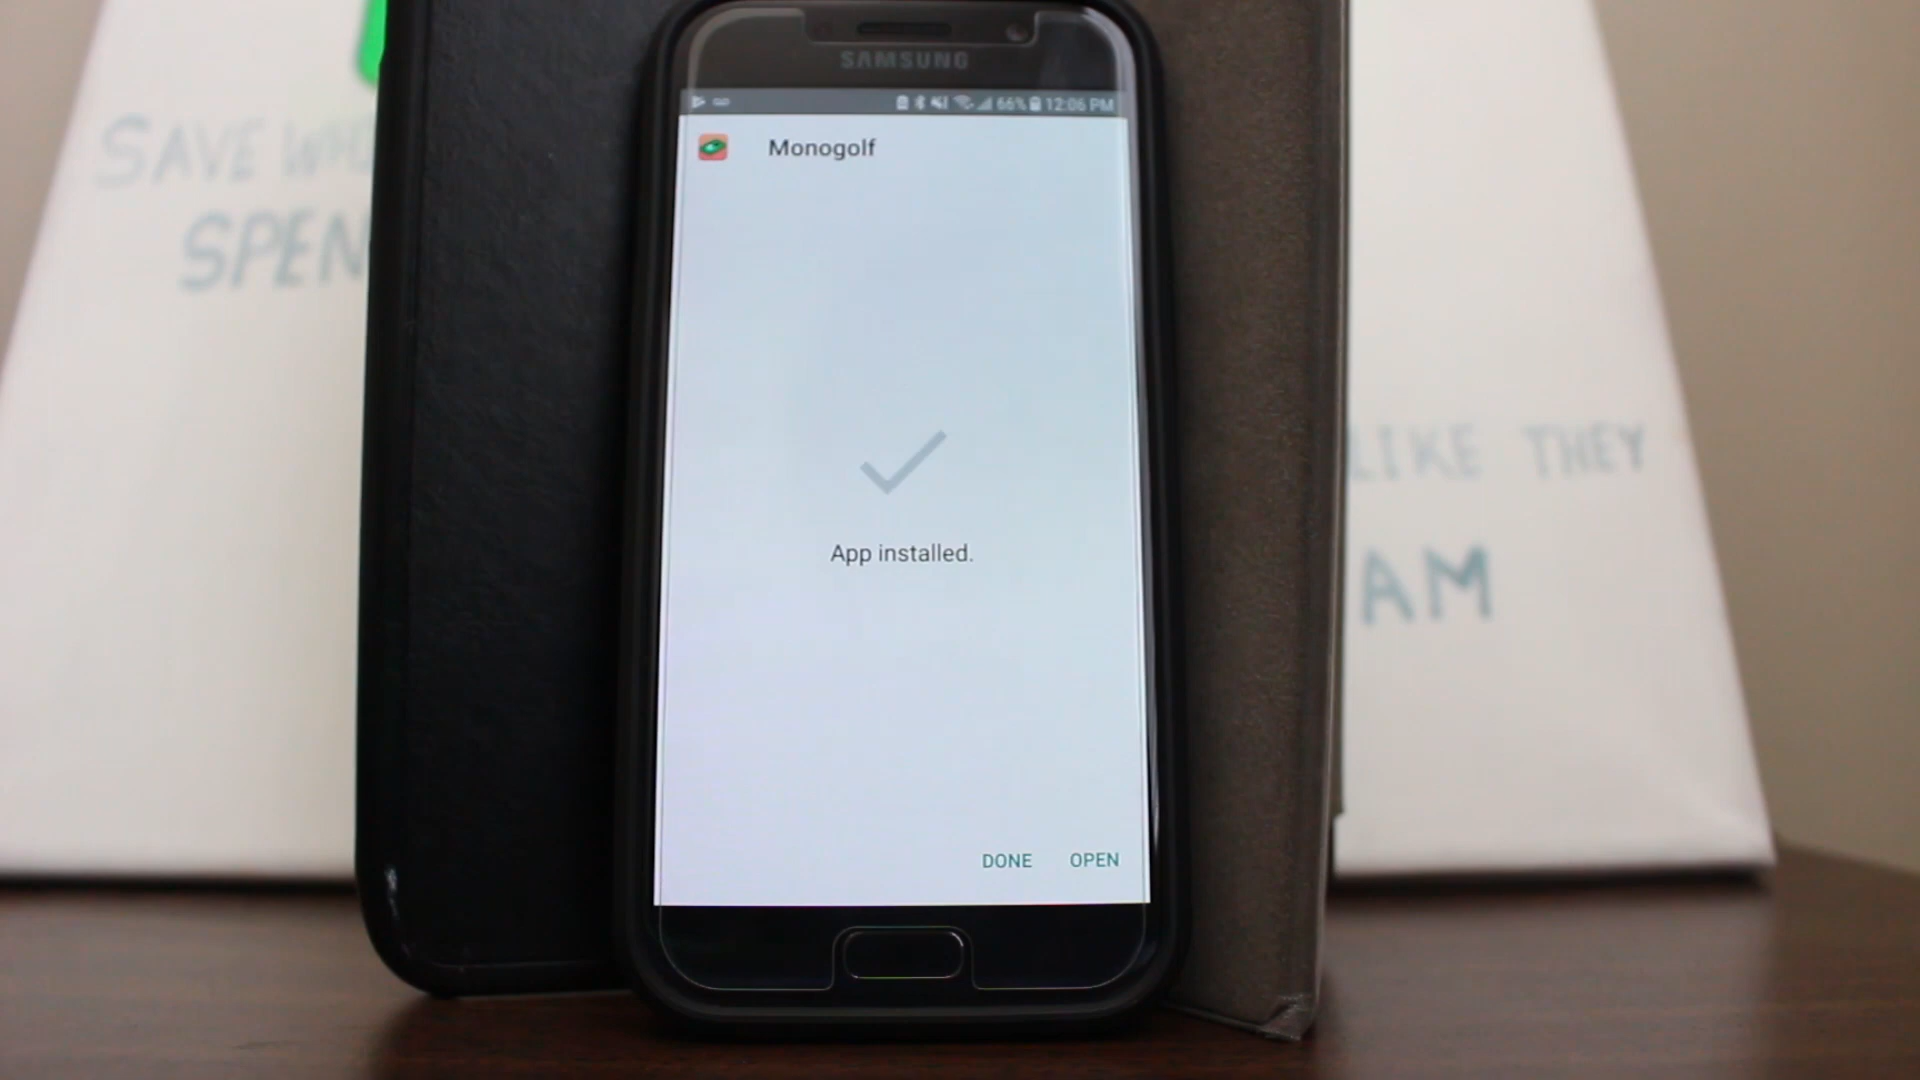 SAMSUNG
66% 12:06 PM
Monogolf
App installed.
DONE OPEN
SAVE
SPEN
LIKE THEY
AM